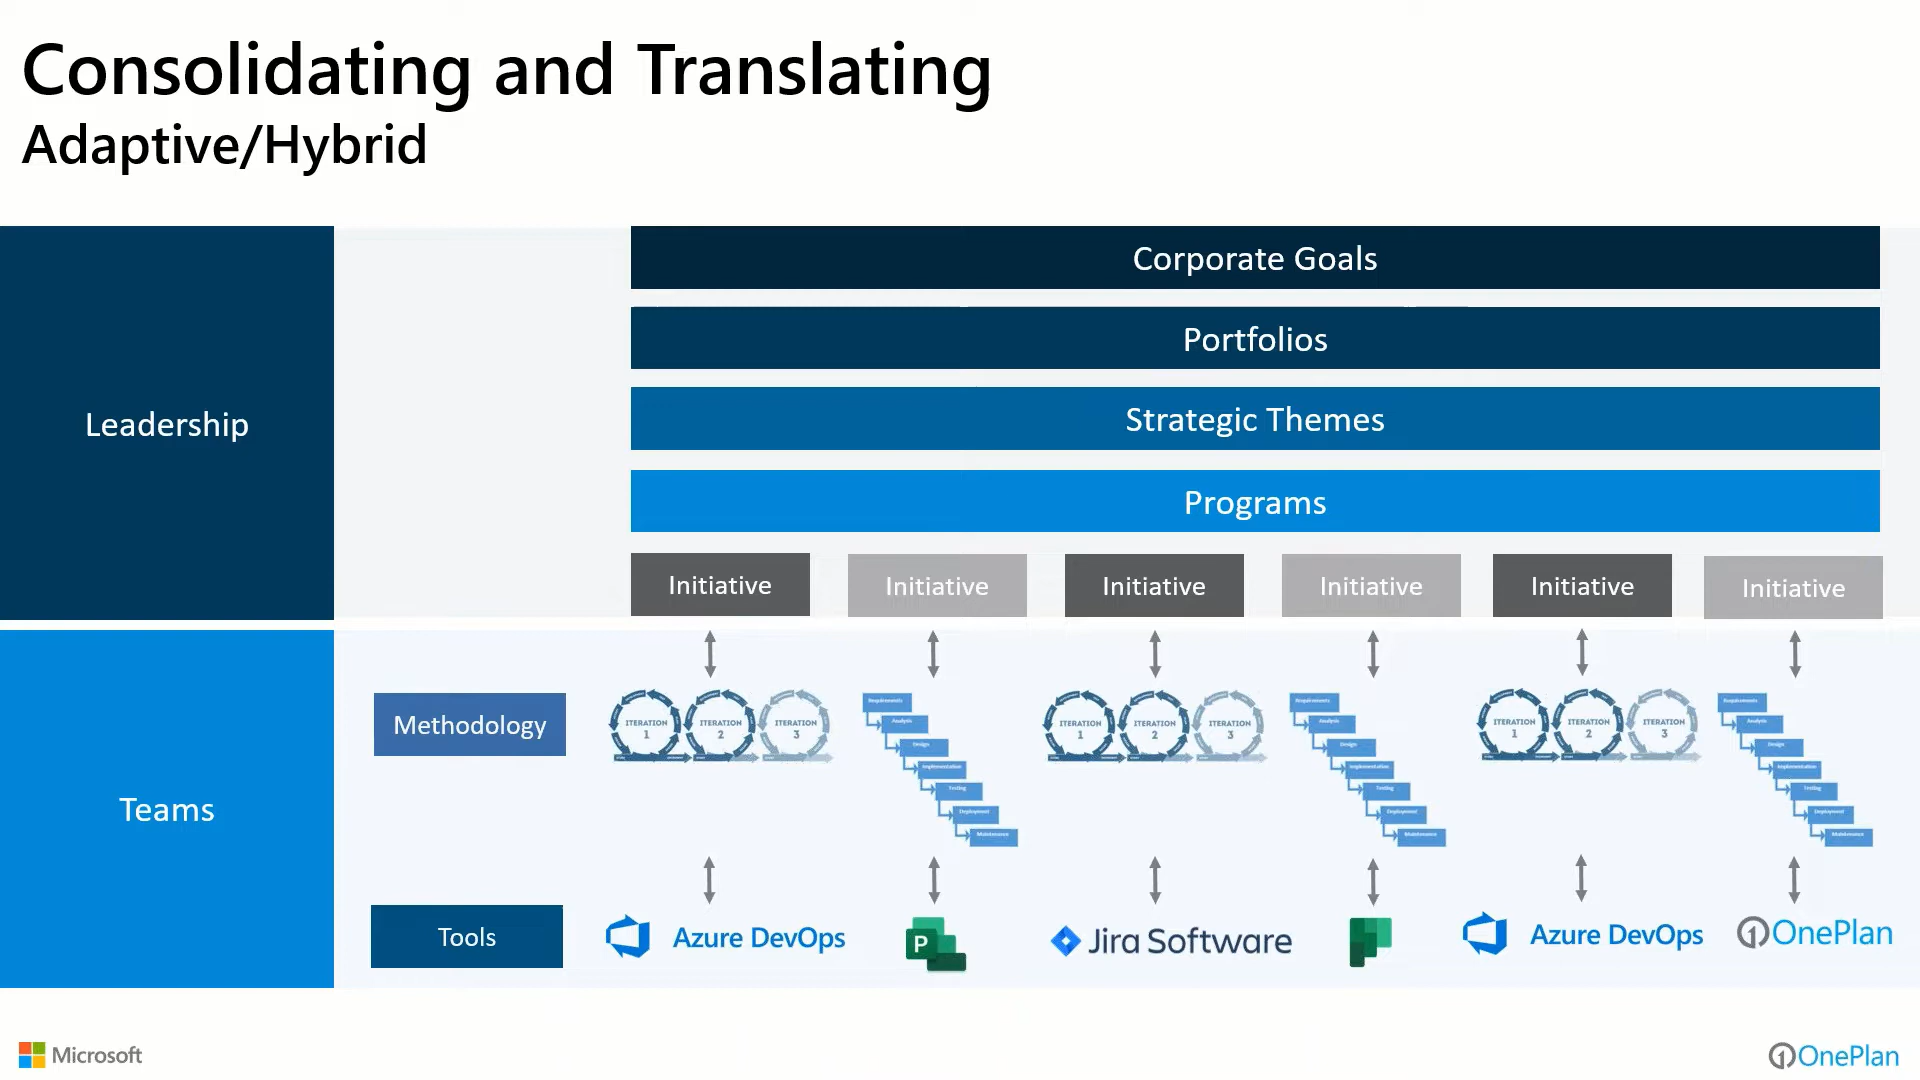 Consolidating and Translating
Adaptive/Hybrid
Leadership
Corporate Goals
Portfolios
Strategic Themes
Programs
Initiative
Initiative
Initiative
Initiative
Initiative
Initiative
Teams
Methodology
ITERATION
1
ITERATION
2
ITERATION
3
Requirements
Analysis
Design
Implementation
Testing
Deployment
Maintenance
ITERATION
1
ITERATION
2
ITERATION
3
Requirements
Analysis
Design
Implementation
Testing
Deployment
Maintenance
ITERATION
1
ITERATION
2
ITERATION
3
Requirements
Analysis
Design
Implementation
Testing
Deployment
Maintenance
Tools
Azure DevOps
P
Jira Software
Azure DevOps
OnePlan
Microsoft
OnePlan